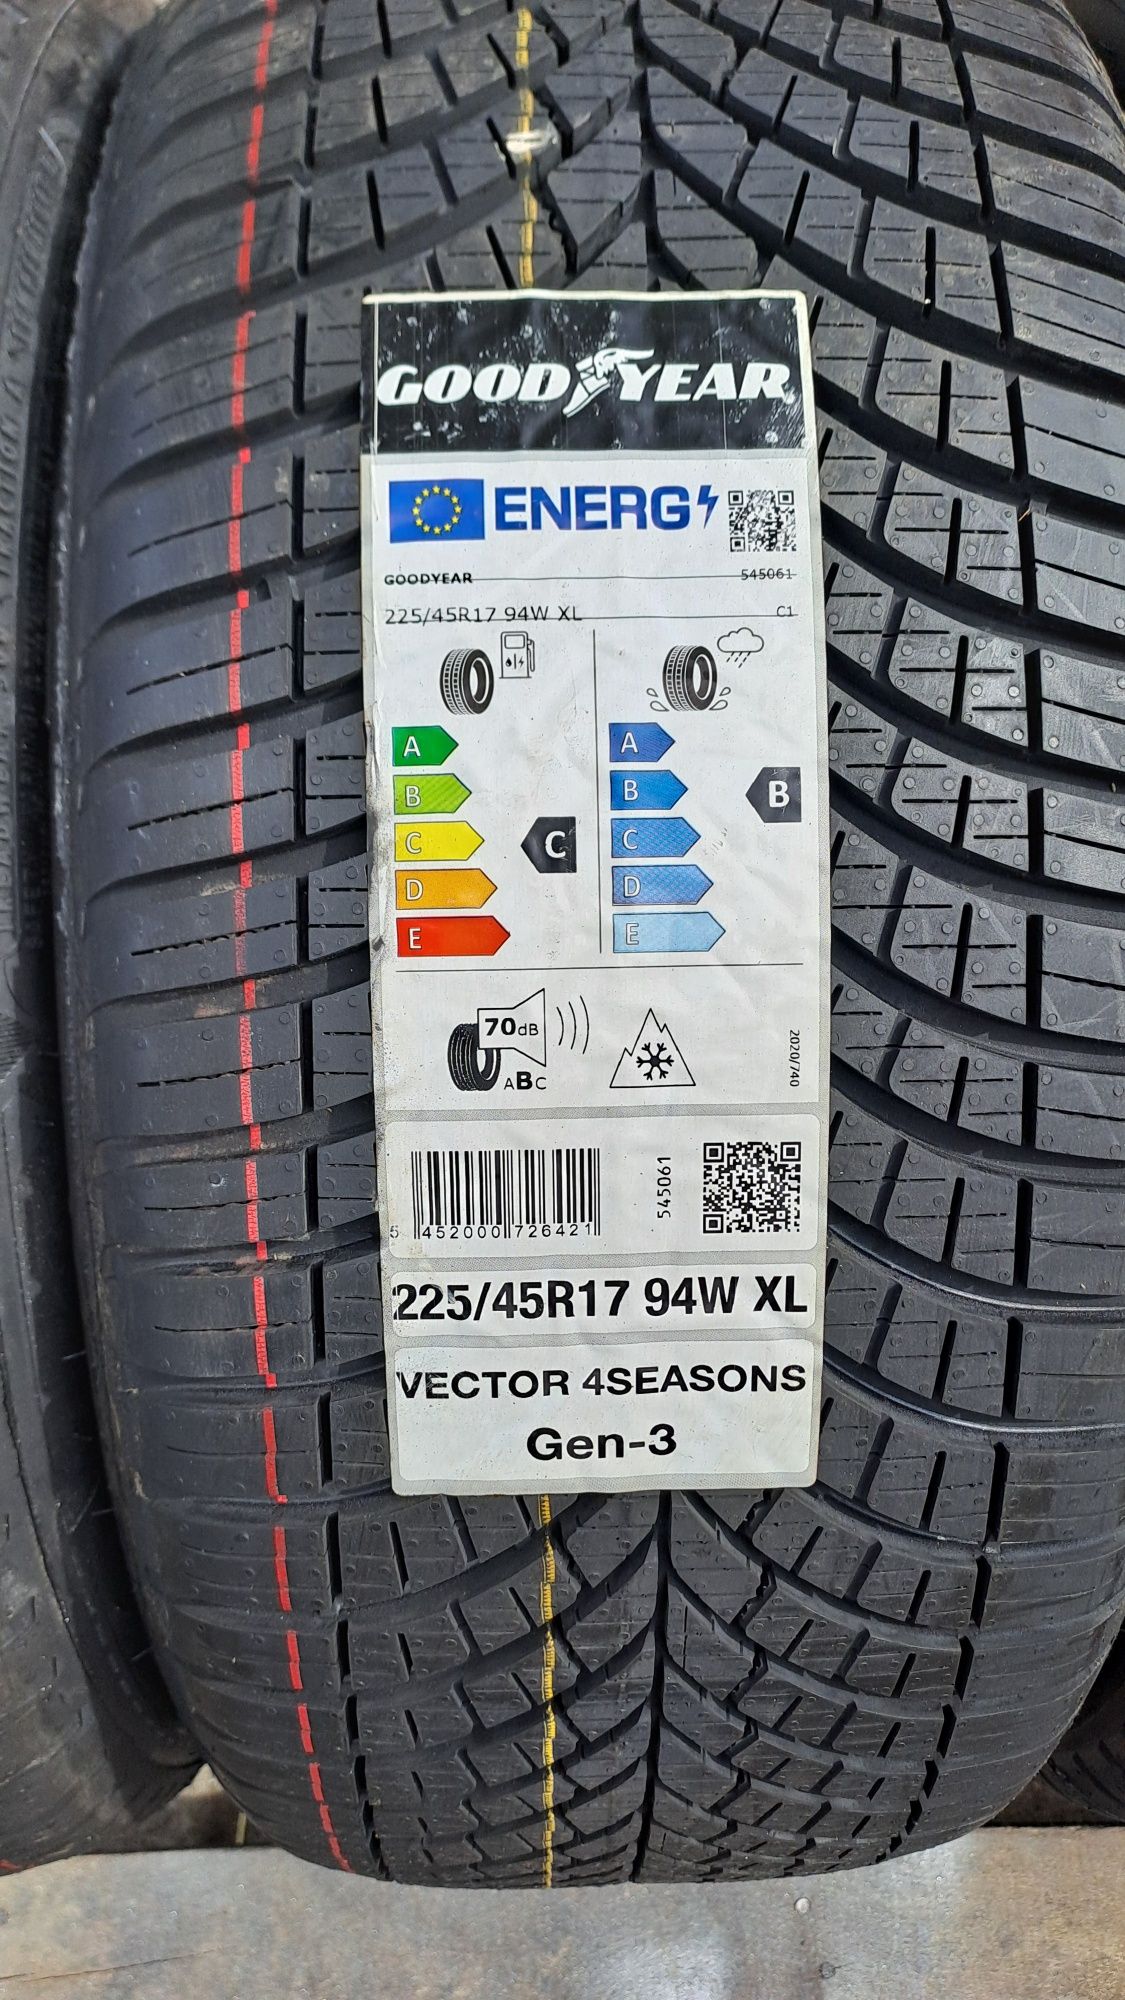 GOODYEAR
ENERG
GOODYEAR 545061
225/45R17 94W XL C1
A A
B B B
C C C
D D
E E
70dB
ABC
2020/740
5 452000 726421
545061
225/45R17 94W XL
VECTOR 4SEASONS
Gen-3